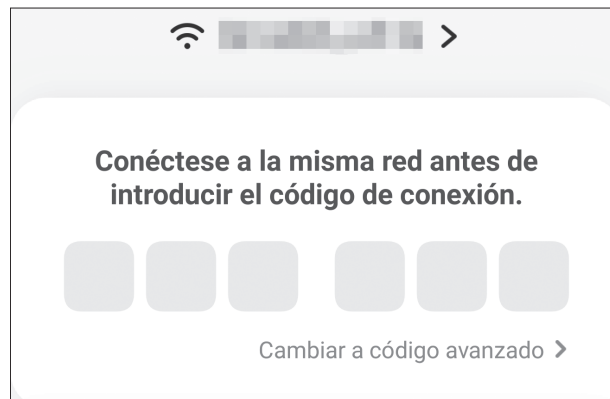 Conéctese a la misma red antes de
introducir el código de conexión.
Cambiar a código avanzado